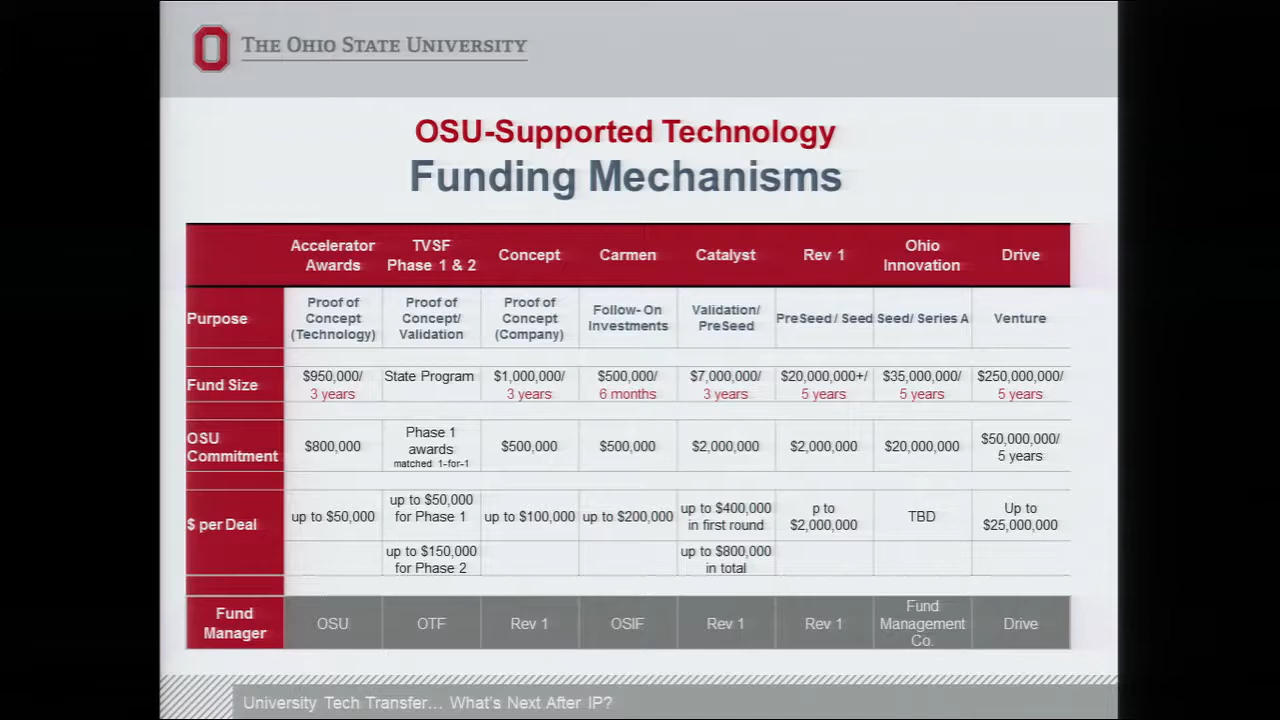 THE OHIO STATE UNIVERSITY
OSU-Supported Technology
Funding Mechanisms
Accelerator Awards TVSF Phase 1 & 2 Concept Carmen Catalyst Rev 1 Ohio Innovation Drive
Purpose Proof of Concept (Technology) Proof of Concept/ Validation Proof of Concept (Company) Follow- On Investments Validation/ PreSeed PreSeed / Seed Seed/ Series A Venture
Fund Size $950,000/ 3 years State Program $1,000,000/ 3 years $500,000/ 6 months $7,000,000/ 3 years $20,000,000+/ 5 years $35,000,000/ 5 years $250,000,000/ 5 years
OSU Commitment $800,000 Phase 1 awards matched 1-for-1 $500,000 $500,000 $2,000,000 $2,000,000 $20,000,000 $50,000,000/ 5 years
$ per Deal up to $50,000 up to $50,000 for Phase 1 up to $100,000 up to $200,000 up to $400,000 in first round p to $2,000,000 TBD Up to $25,000,000
up to $150,000 for Phase 2 up to $800,000 in total
Fund Manager OSU OTF Rev 1 OSIF Rev 1 Rev 1 Fund Management Co. Drive
University Tech Transfer... What's Next After IP?